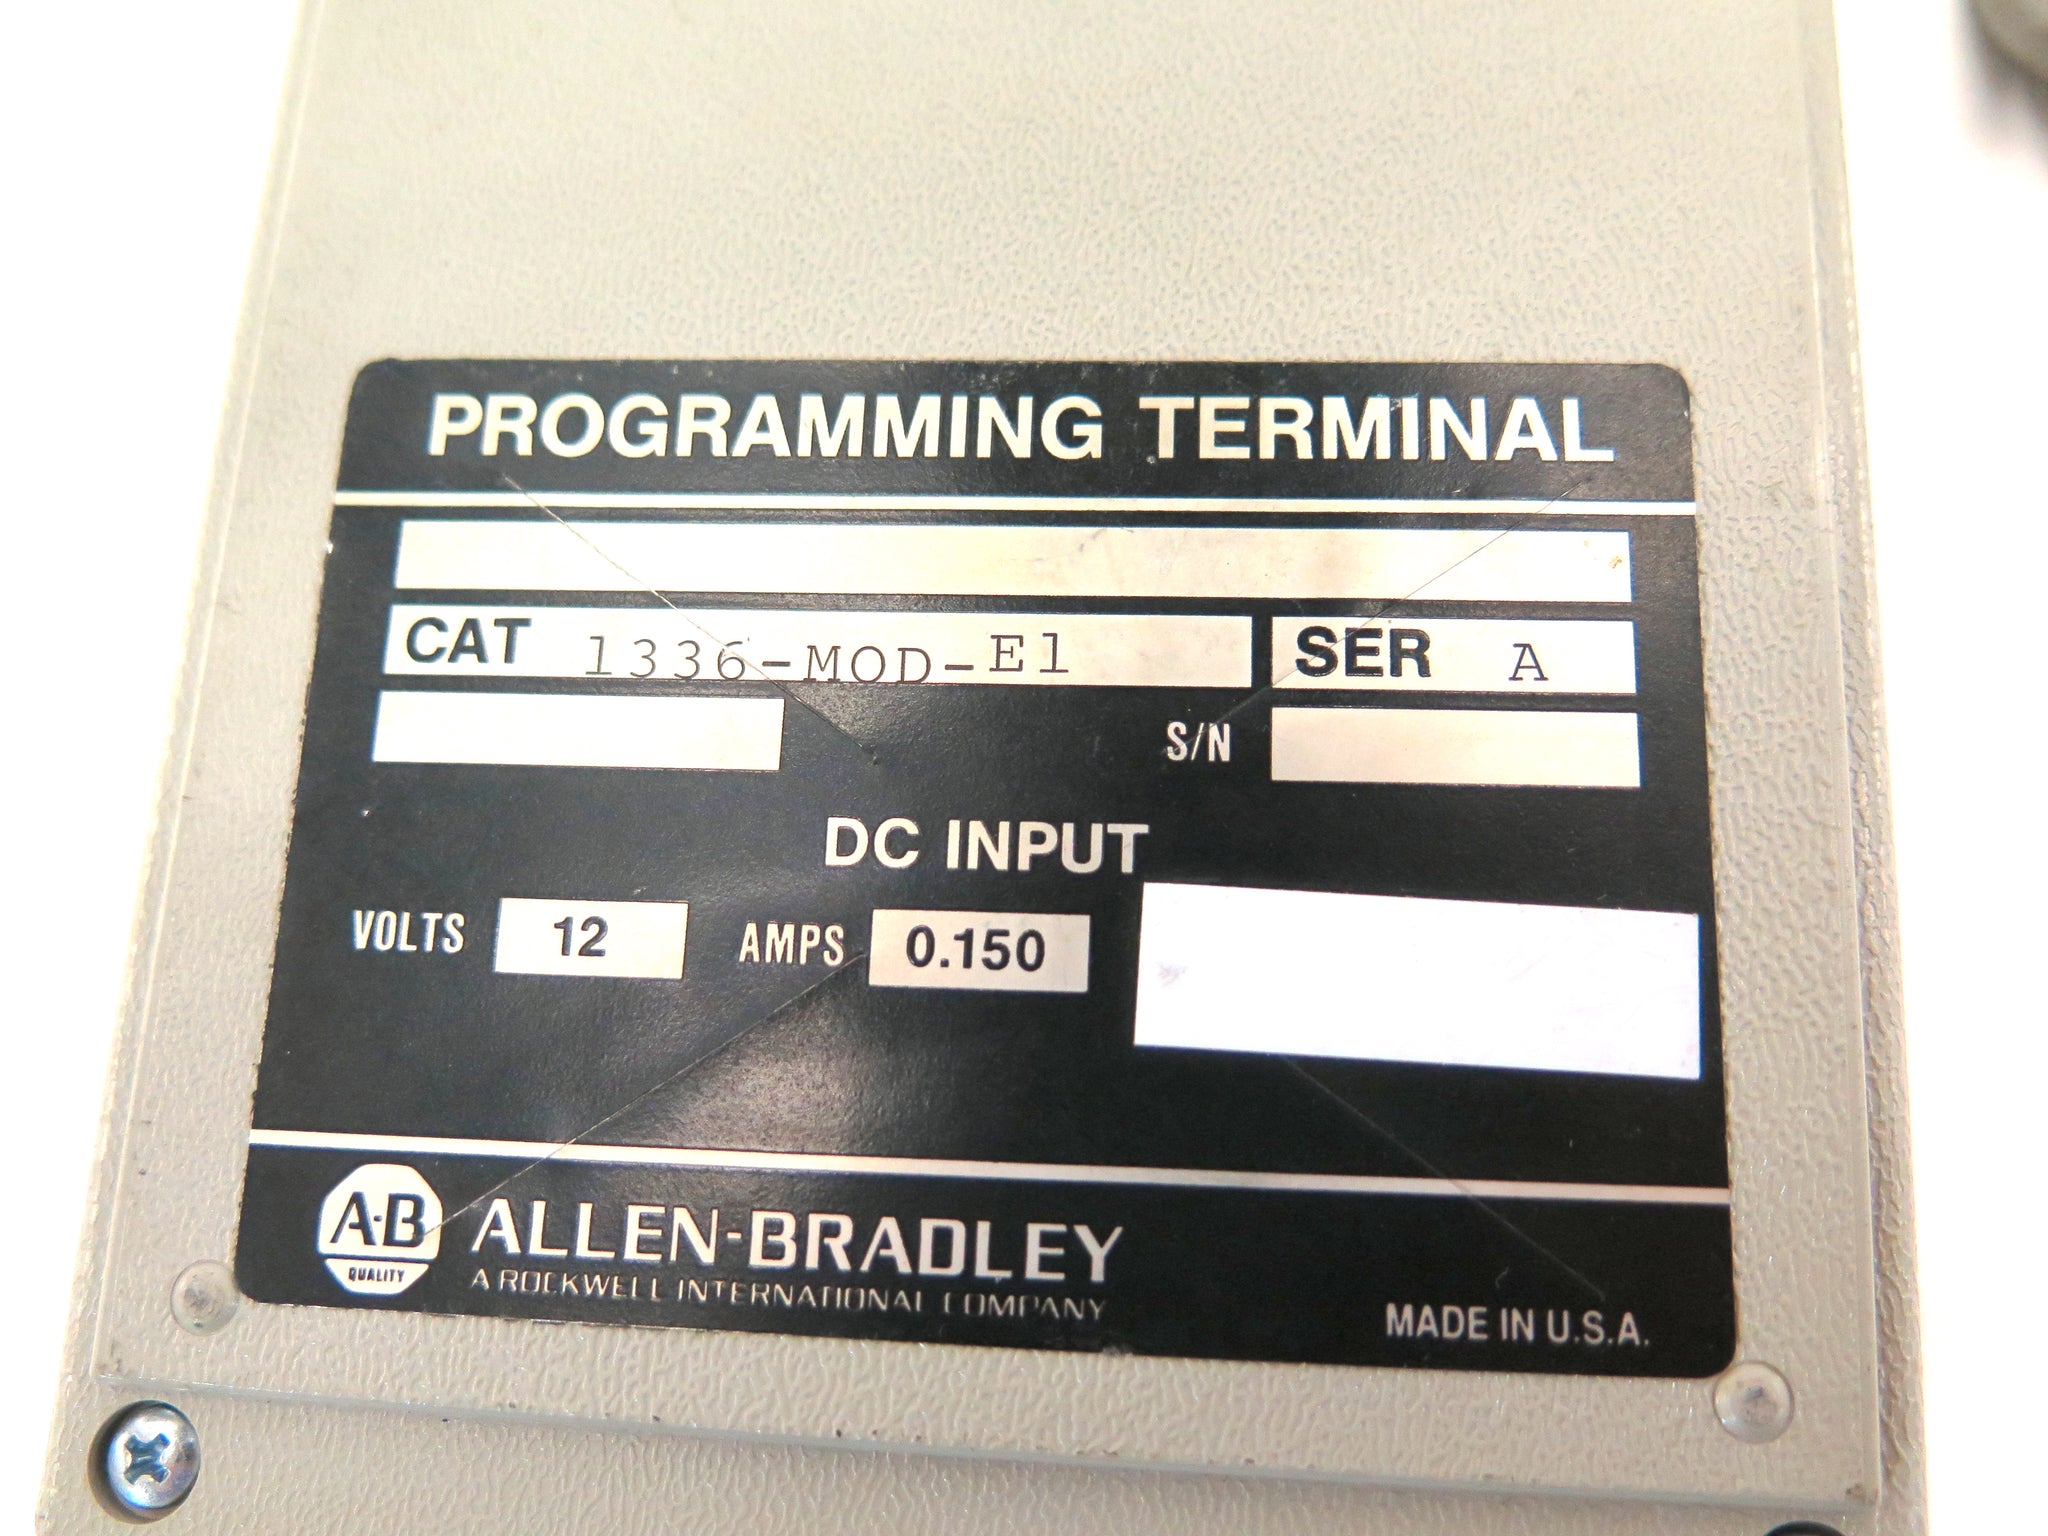 PROGRAMMING TERMINAL
CAT 1336-MOD-E1 SER A
S/N
DC INPUT
VOLTS 12 AMPS 0.150
A-B
QUALITY
ALLEN-BRADLEY
A ROCKWELL INTERNATIONAL COMPANY
MADE IN U.S.A.